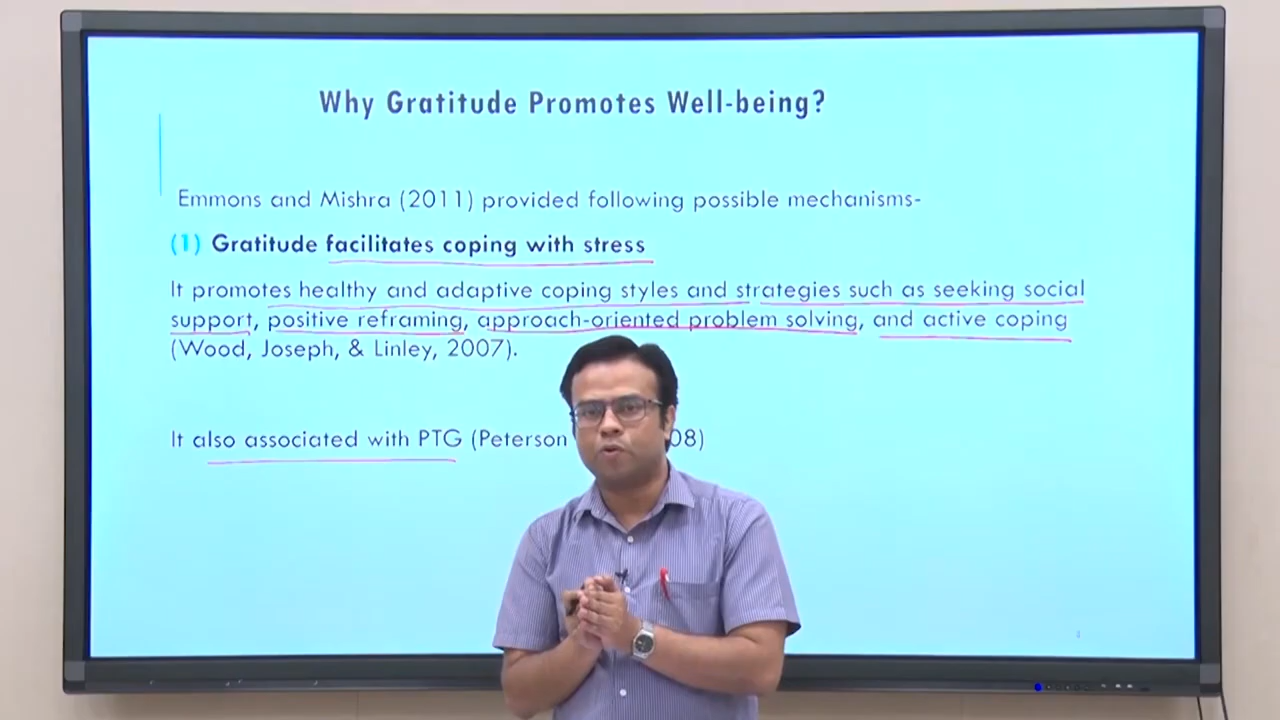 Why Gratitude Promotes Well-being?
Emmons and Mishra (2011) provided following possible mechanisms-
(1) Gratitude facilitates coping with stress
It promotes healthy and adaptive coping styles and strategies such as seeking social
support, positive reframing, approach-oriented problem solving, and active coping
(Wood, Joseph, & Linley, 2007).
It also associated with PTG (Peterson 08)